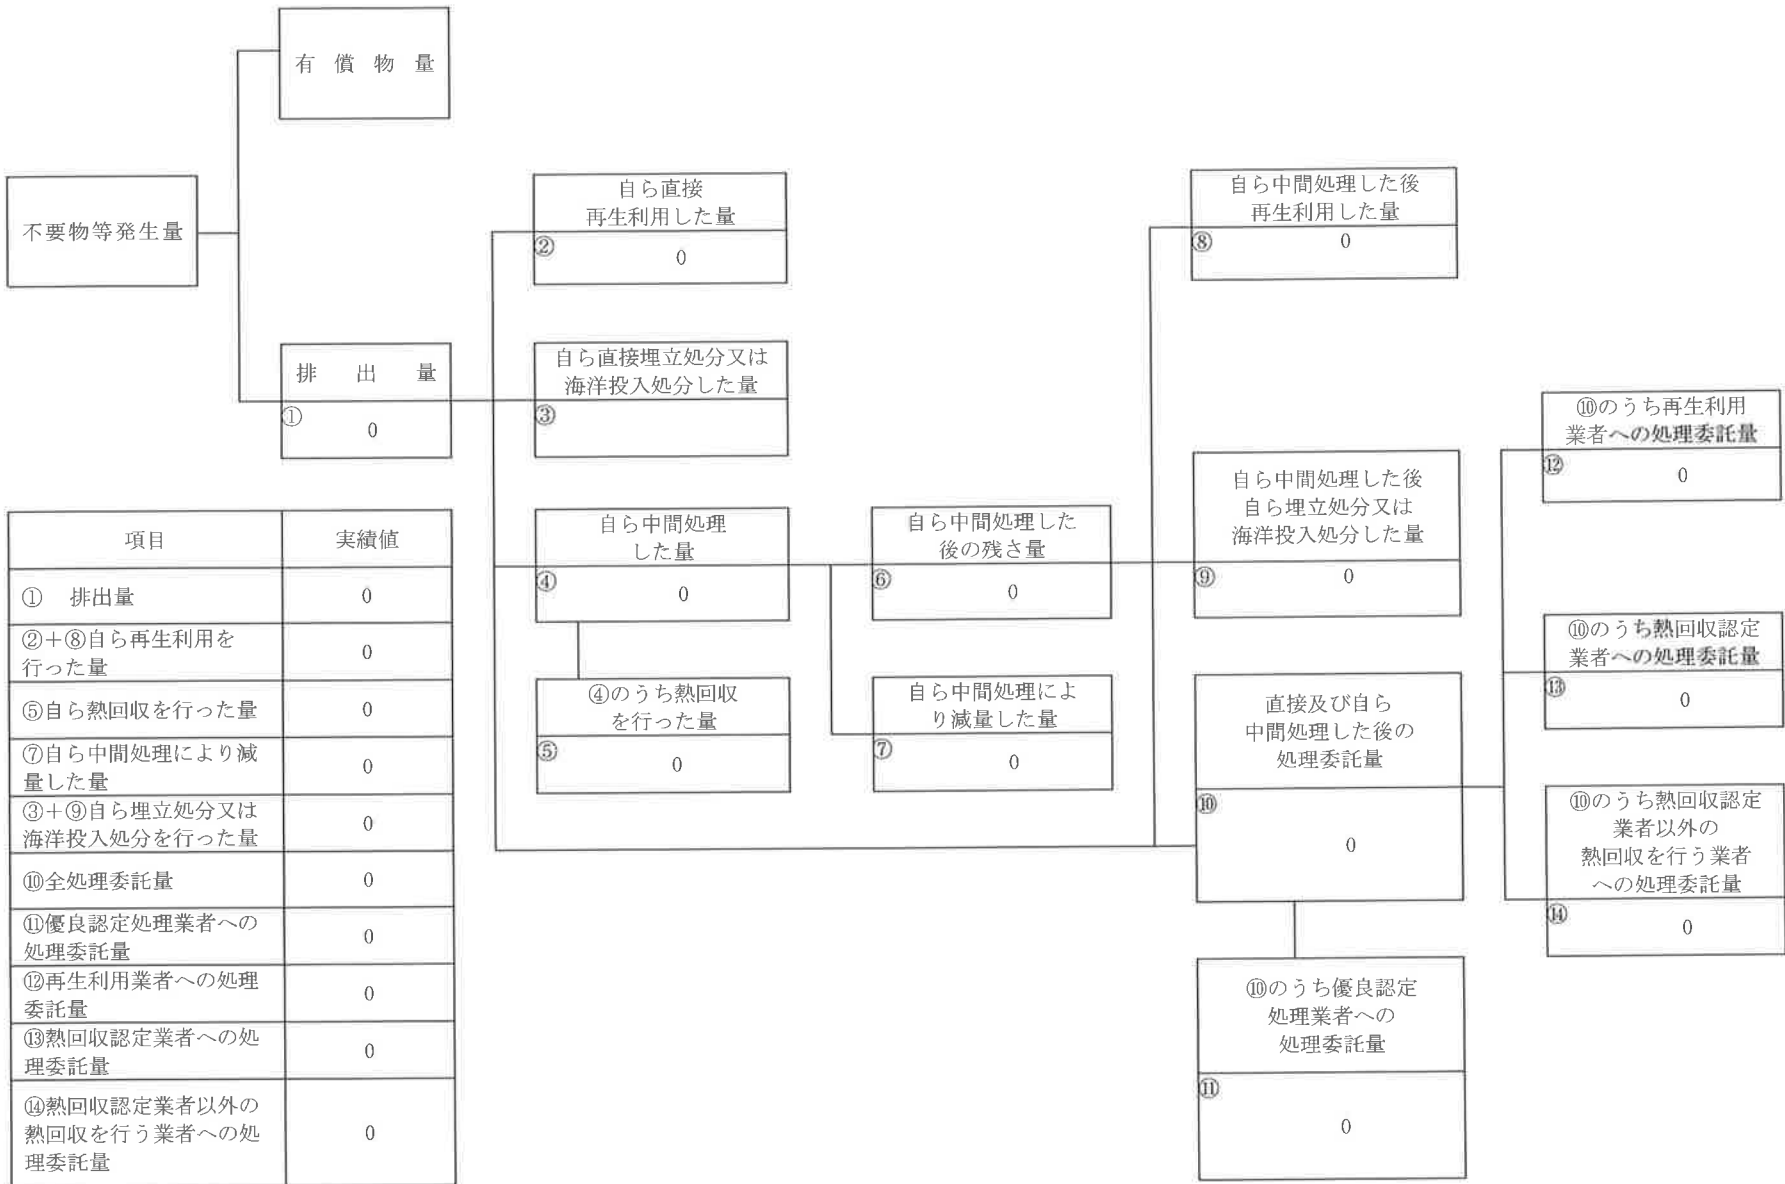 有償物量
不要物等発生量
排出量
①
0
自ら直接
再生利用した量
②
0
自ら直接埋立処分又は
海洋投入処分した量
③
自ら中間処理
した量
④
0
④のうち熱回収
を行った量
⑤
0
自ら中間処理した
後の残さ量
⑥
0
自ら中間処理によ
り減量した量
⑦
0
自ら中間処理した後
再生利用した量
⑧
0
自ら中間処理した後
自ら埋立処分又は
海洋投入処分した量
⑨
0
直接及び自ら
中間処理した後の
処理委託量
⑩
0
⑩のうち優良認定
処理業者への
処理委託量
⑪
0
⑩のうち再生利用
業者への処理委託量
⑫
0
⑩のうち熱回収認定
業者への処理委託量
⑬
0
⑩のうち熱回収認定
業者以外の
熱回収を行う業者
への処理委託量
⑭
0
項目 実績値
① 排出量 0
②+⑧自ら再生利用を
行った量 0
⑤自ら熱回収を行った量 0
⑦自ら中間処理により減
量した量 0
③+⑨自ら埋立処分又は
海洋投入処分を行った量 0
⑩全処理委託量 0
⑪優良認定処理業者への
処理委託量 0
⑫再生利用業者への処理
委託量 0
⑬熱回収認定業者への処
理委託量 0
⑭熱回収認定業者以外の
熱回収を行う業者への処
理委託量 0